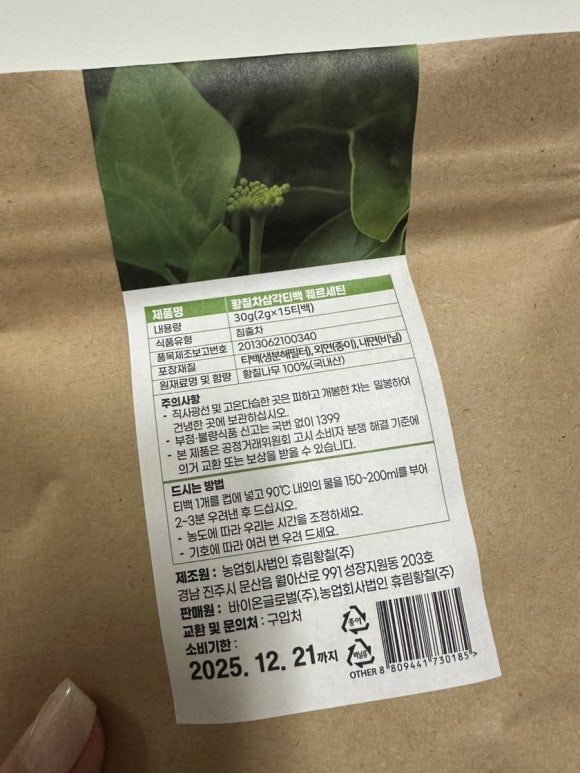 제품명 황칠차삼각티백 퀘르세틴
내용량 30g(2g×15티백)
식품유형 침출차
품목제조보고번호 2013062100340
포장재질 티백(생분해필터), 외면(종이), 내면(비닐)
원재료명 및 함량 황칠나무 100%(국내산)
주의사항
- 직사광선 및 고온다습한 곳은 피하고 개봉한 차는 밀봉하여
건냉한 곳에 보관하십시오.
- 부정·불량식품 신고는 국번 없이 1399
- 본 제품은 공정거래위원회 고시 소비자 분쟁 해결 기준에
의거 교환 또는 보상을 받을 수 있습니다.
드시는 방법
티백 1개를 컵에 넣고 90℃ 내외의 물을 150~200ml를 부어
2~3분 우려낸 후 드십시오.
- 농도에 따라 우리는 시간을 조정하세요.
- 기호에 따라 여러 번 우려 드세요.
제조원 : 농업회사법인 휴림황칠(주)
경남 진주시 문산읍 월아산로 991 성장지원동 203호
판매원 : 바이온글로벌(주),농업회사법인 휴림황칠(주)
교환 및 문의처 : 구입처
소비기한 :
2025. 12. 21까지
종이
비닐류
OTHER
8 809441 730185 >